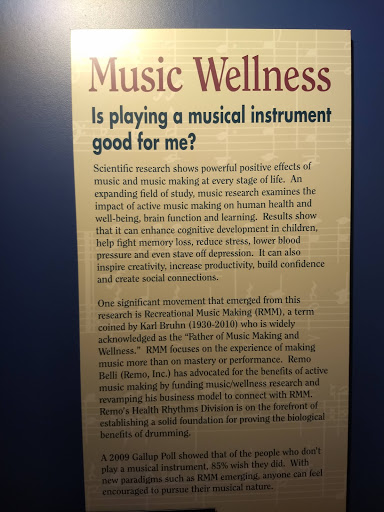 Music Wellness
Is playing a musical instrument
good for me?
Scientific research shows powerful positive effects of
music and music making at every stage of life. An
expanding field of study, music research examines the
impact of active music making on human health and
well-being, brain function and learning. Results show
that it can enhance cognitive development in children,
help fight memory loss, reduce stress, lower blood
pressure and even stave off depression. It can also
inspire creativity, increase productivity, build confidence
and create social connections.
One significant movement that emerged from this
research is Recreational Music Making (RMM), a term
coined by Karl Bruhn (1930-2010) who is widely
acknowledged as the “Father of Music Making and
Wellness.” RMM focuses on the experience of making
music more than on mastery or performance. Remo
Belli (Remo, Inc.) has advocated for the benefits of active
music making by funding music/wellness research and
revamping his business model to connect with RMM.
Remo's Health Rhythms Division is on the forefront of
establishing a solid foundation for proving the biological
benefits of drumming.
A 2009 Gallup Poll showed that of the people who don't
play a musical instrument, 85% wish they did. With
new paradigms such as RMM emerging, anyone can feel
encouraged to pursue their musical nature.